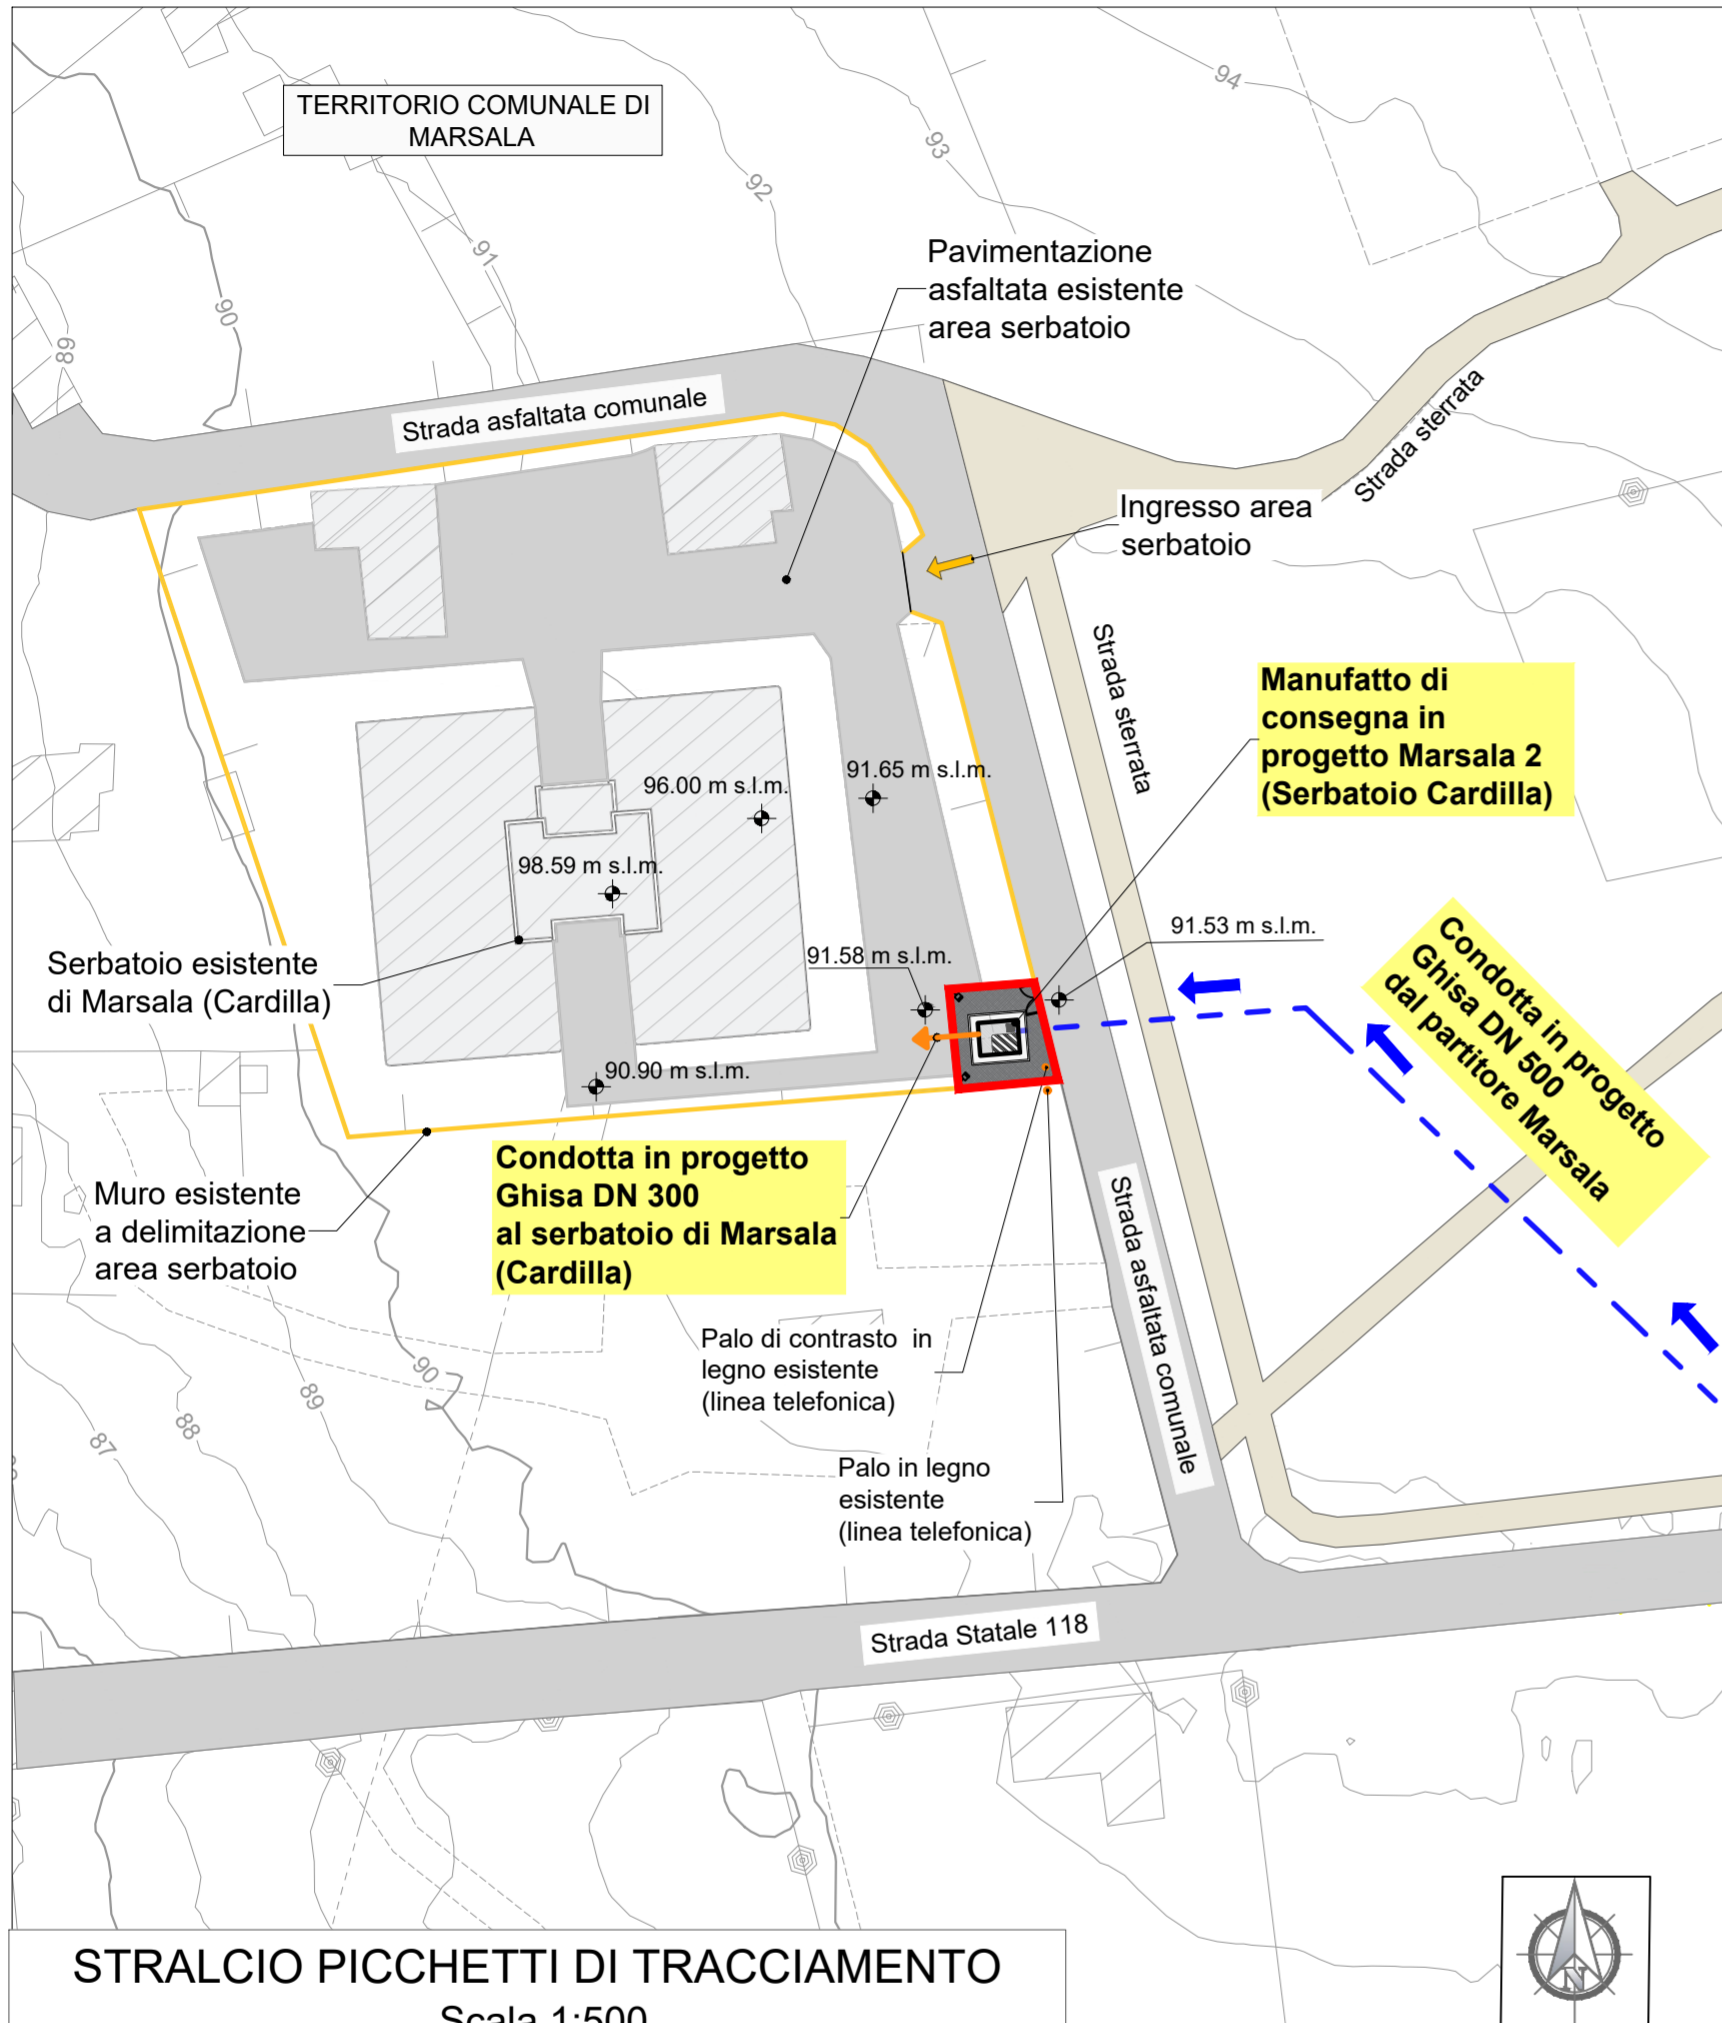 94
TERRITORIO COMUNALE DI
MARSALA
93
92
91
90
89
Pavimentazione
asfaltata esistente
area serbatoio
Strada asfaltata comunale
Strada sterrata
Ingresso area
serbatoio
Strada sterrata
Manufatto di
consegna in
progetto Marsala 2
(Serbatoio Cardilla)
96.00 m s.l.m.
91.65 m s.l.m.
98.59 m s.l.m.
91.53 m s.l.m.
91.58 m s.l.m.
Serbatoio esistente
di Marsala (Cardilla)
Condotta in progetto
Ghisa DN 500
dal partitore Marsala
90.90 m s.l.m.
Muro esistente
a delimitazione
area serbatoio
Condotta in progetto
Ghisa DN 300
al serbatoio di Marsala
(Cardilla)
Strada asfaltata comunale
Palo di contrasto in
legno esistente
(linea telefonica)
90
89
88
87
Palo in legno
esistente
(linea telefonica)
Strada Statale 118
N
STRALCIO PICCHETTI DI TRACCIAMENTO
Scala 1:500